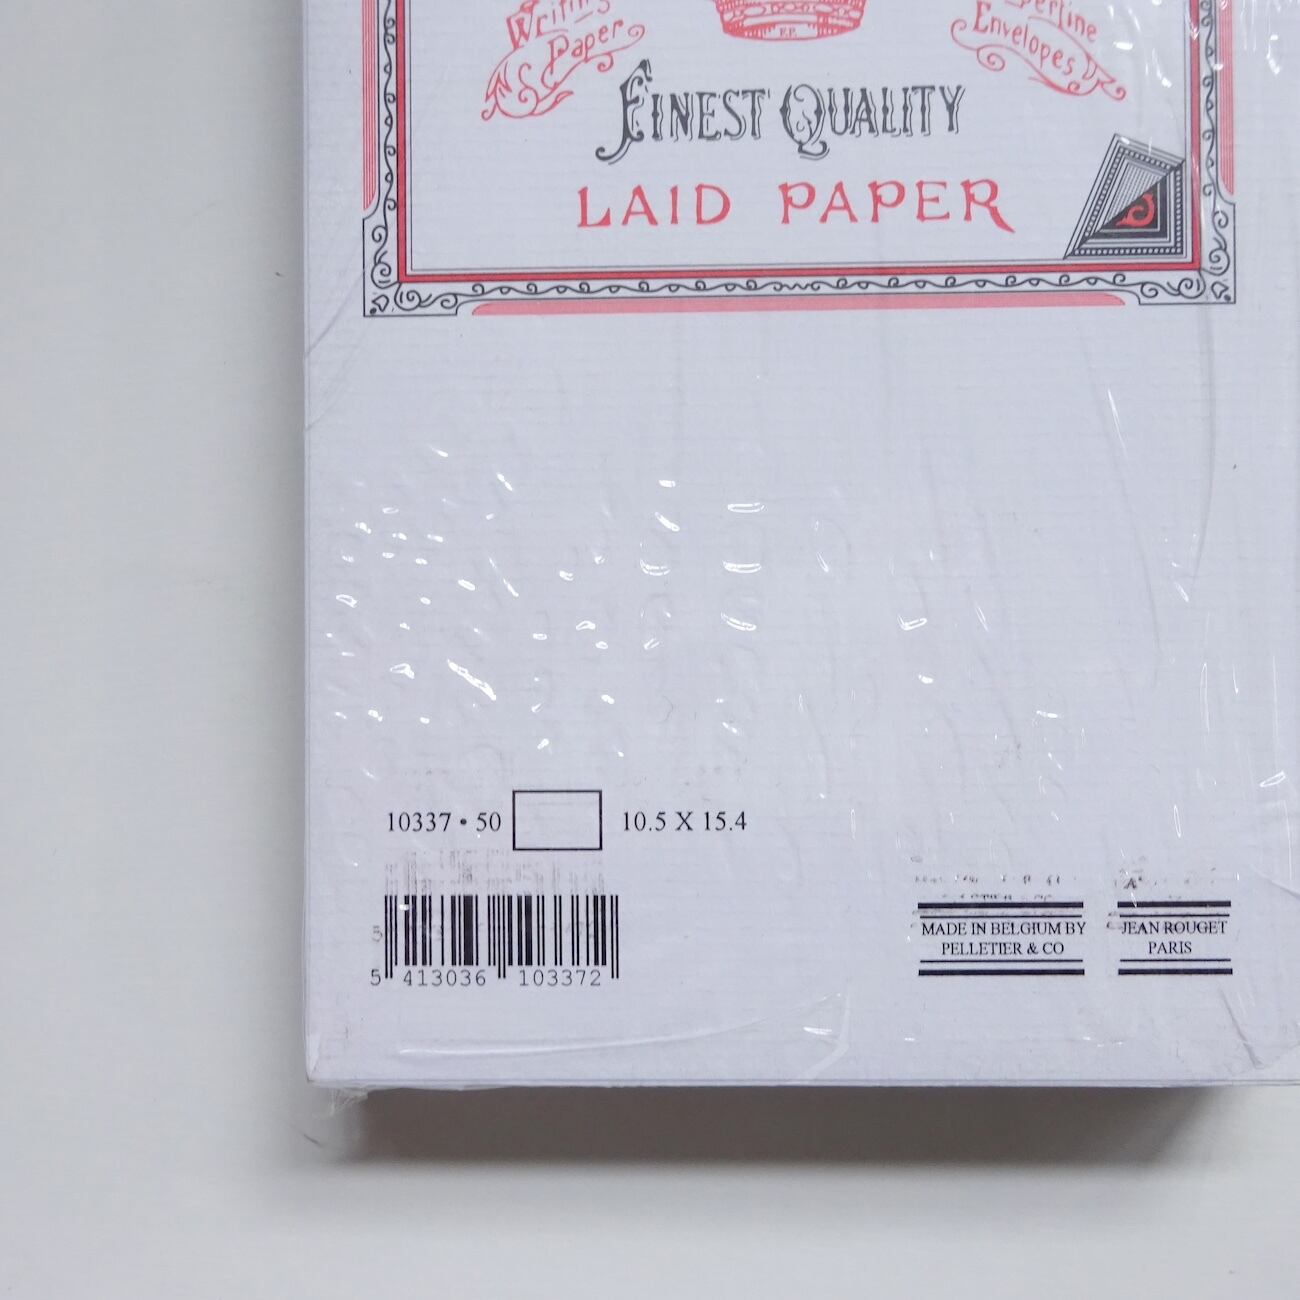 Writing
N.S. Paper
Envelopes
F.P.
FINEST QUALITY
LAID PAPER
10337 • 50
10.5 X 15.4
5 413036 103372
MADE IN BELGIUM BY
PELLETIER & CO
JEAN ROUGET
PARIS